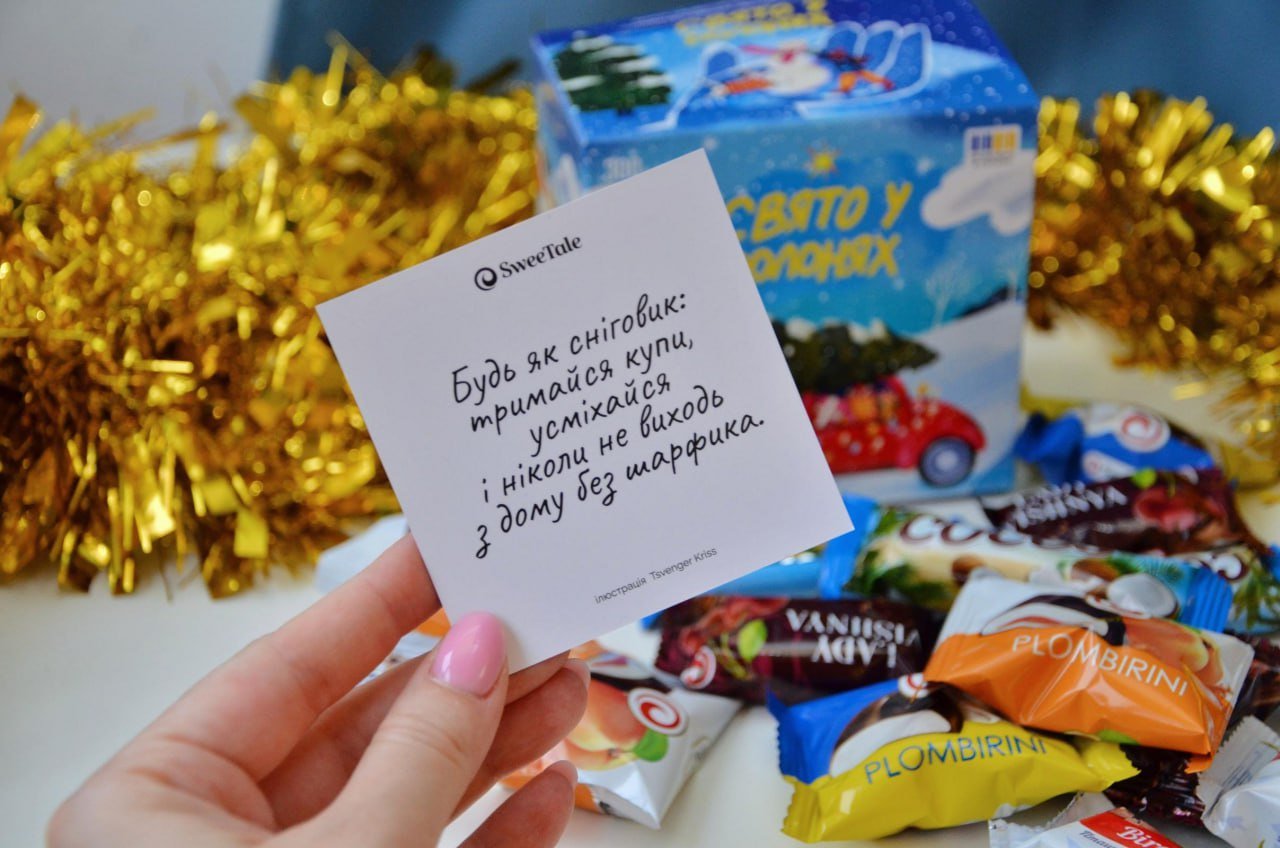 SweeTale
Будь як сніговик:
тримайся купи,
усміхайся
і ніколи не виходь
з дому без шарфика.
ілюстрація Tsvenger Kriss
СВЯТО У
PLOMBIRINI
LADY
VISHNYA
PLOMBIRINI